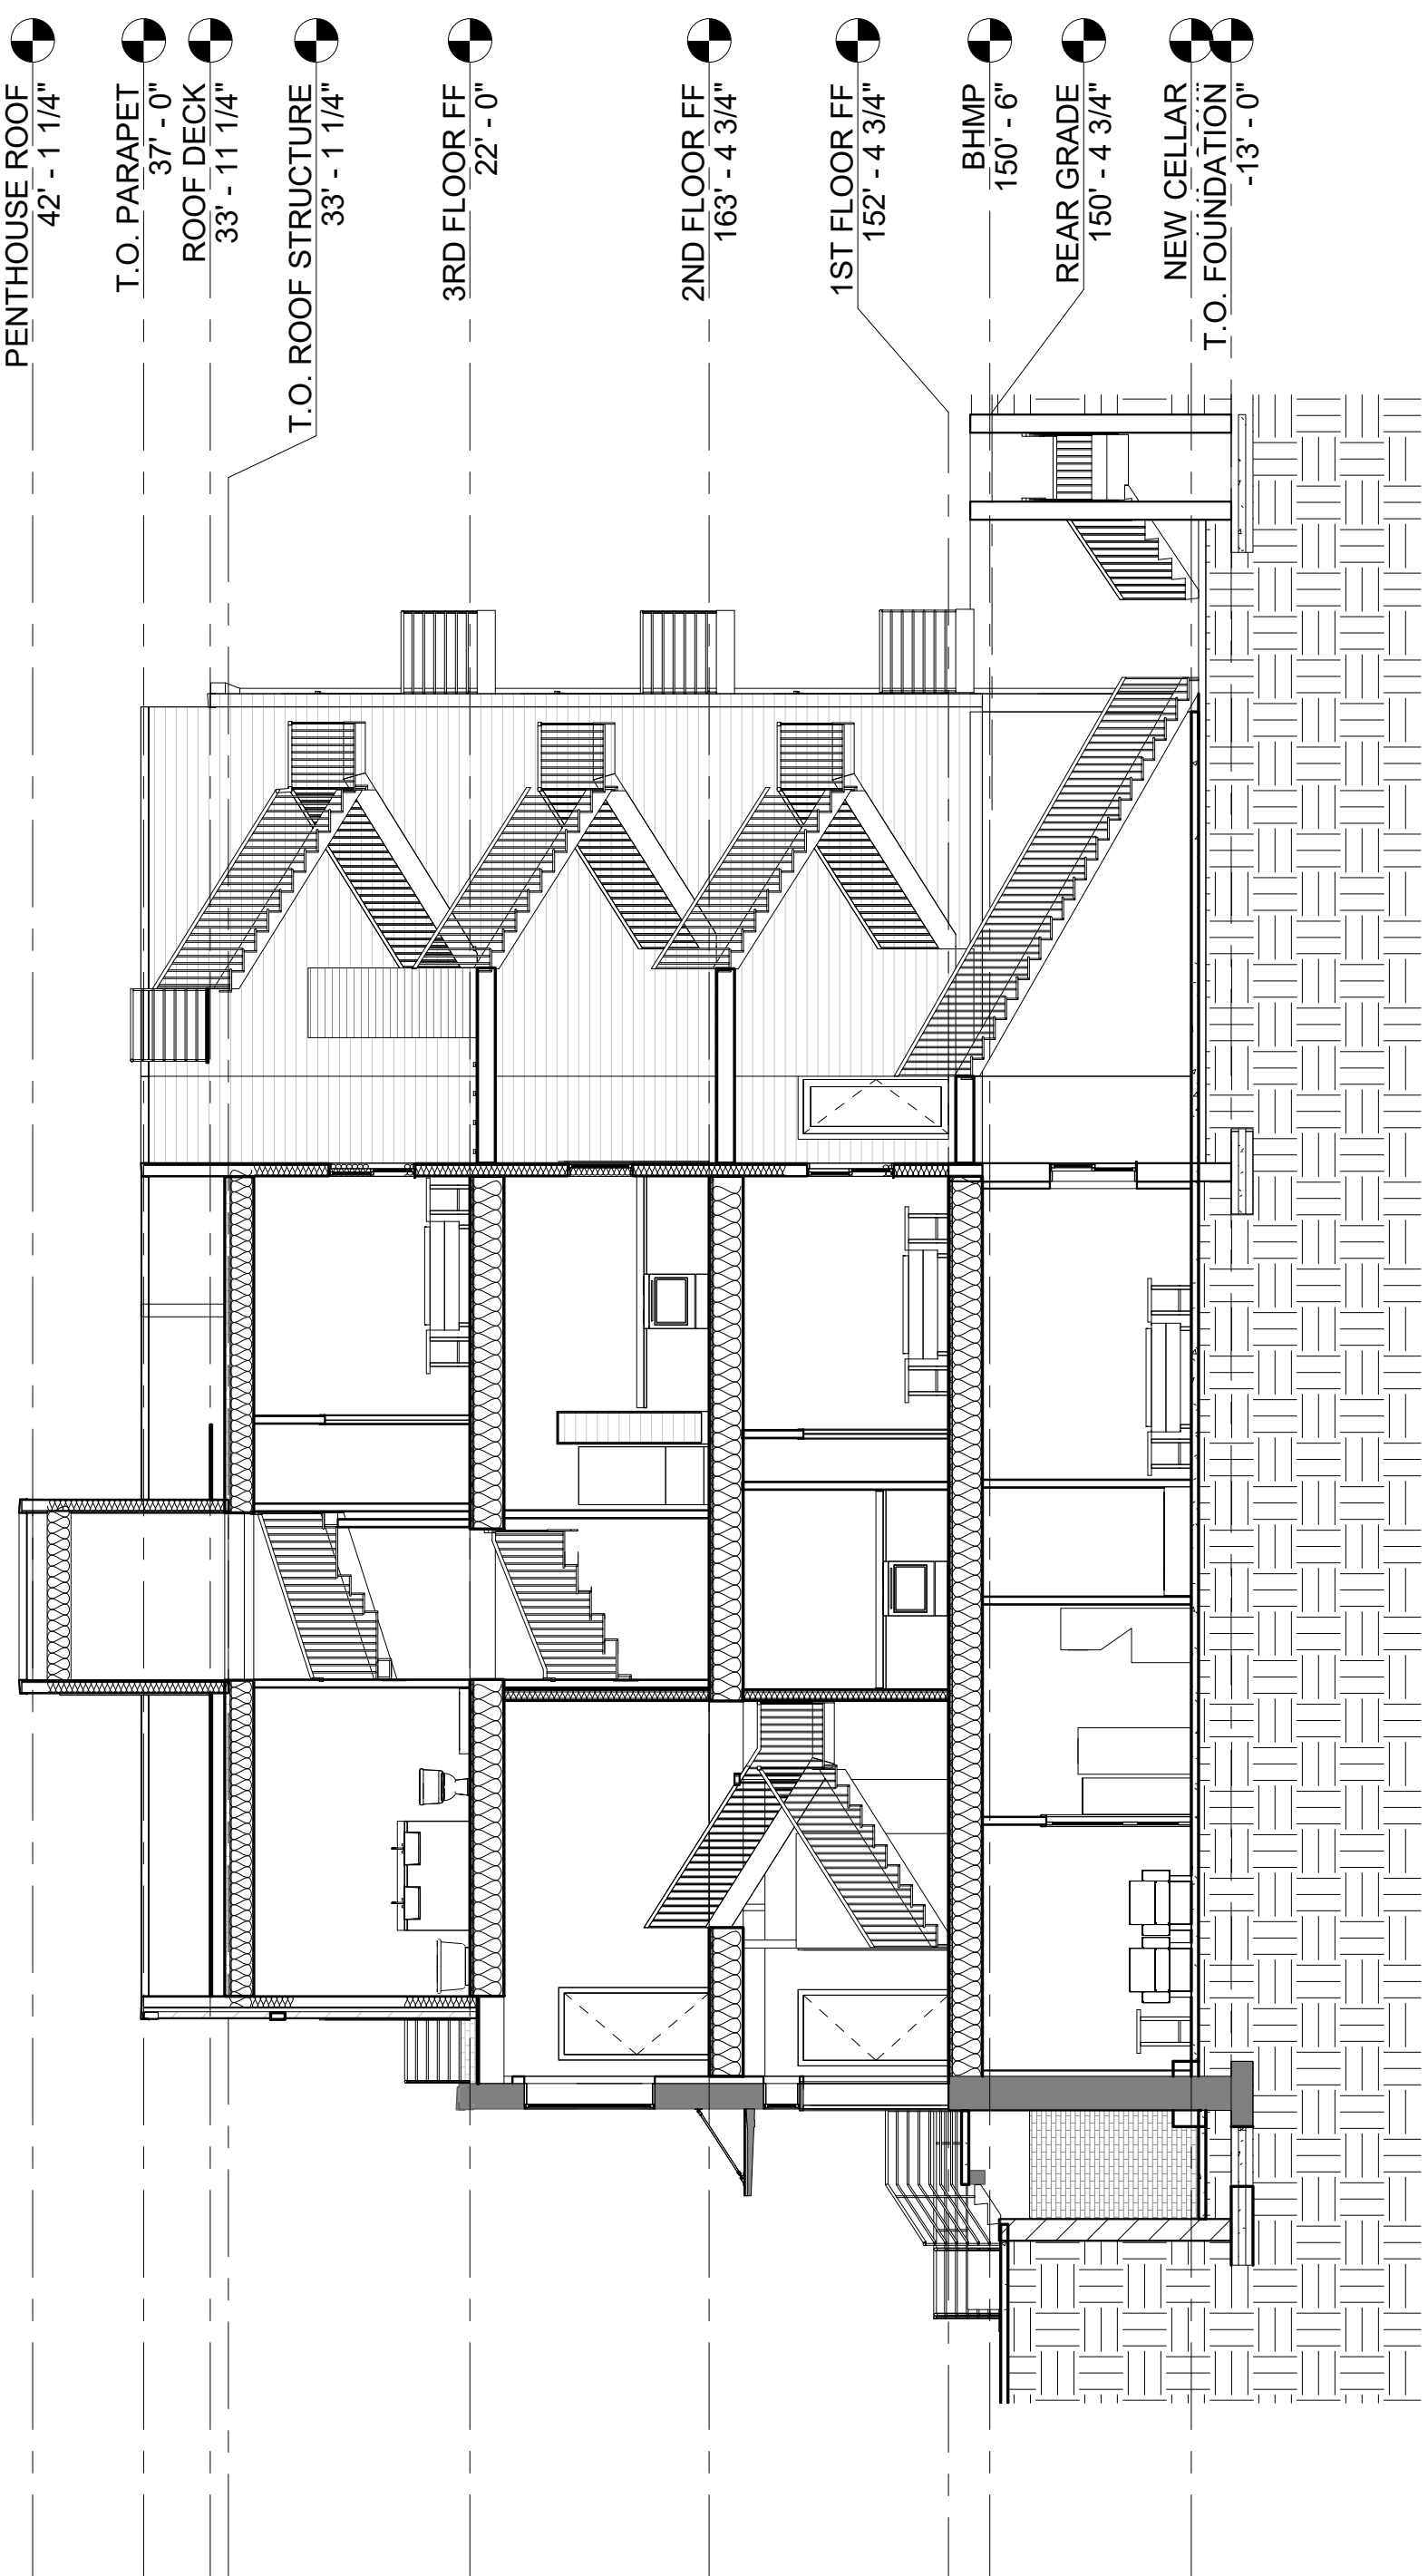 PENTHOUSE ROOF
42' - 1 1/4"
T.O. PARAPET
37' - 0"
ROOF DECK
33' - 11 1/4"
T.O. ROOF STRUCTURE
33' - 1 1/4"
3RD FLOOR FF
22' - 0"
2ND FLOOR FF
163' - 4 3/4"
1ST FLOOR FF
152' - 4 3/4"
BHMP
150' - 6"
REAR GRADE
150' - 4 3/4"
NEW CELLAR
T.O. FOUNDATION
-13' - 0"